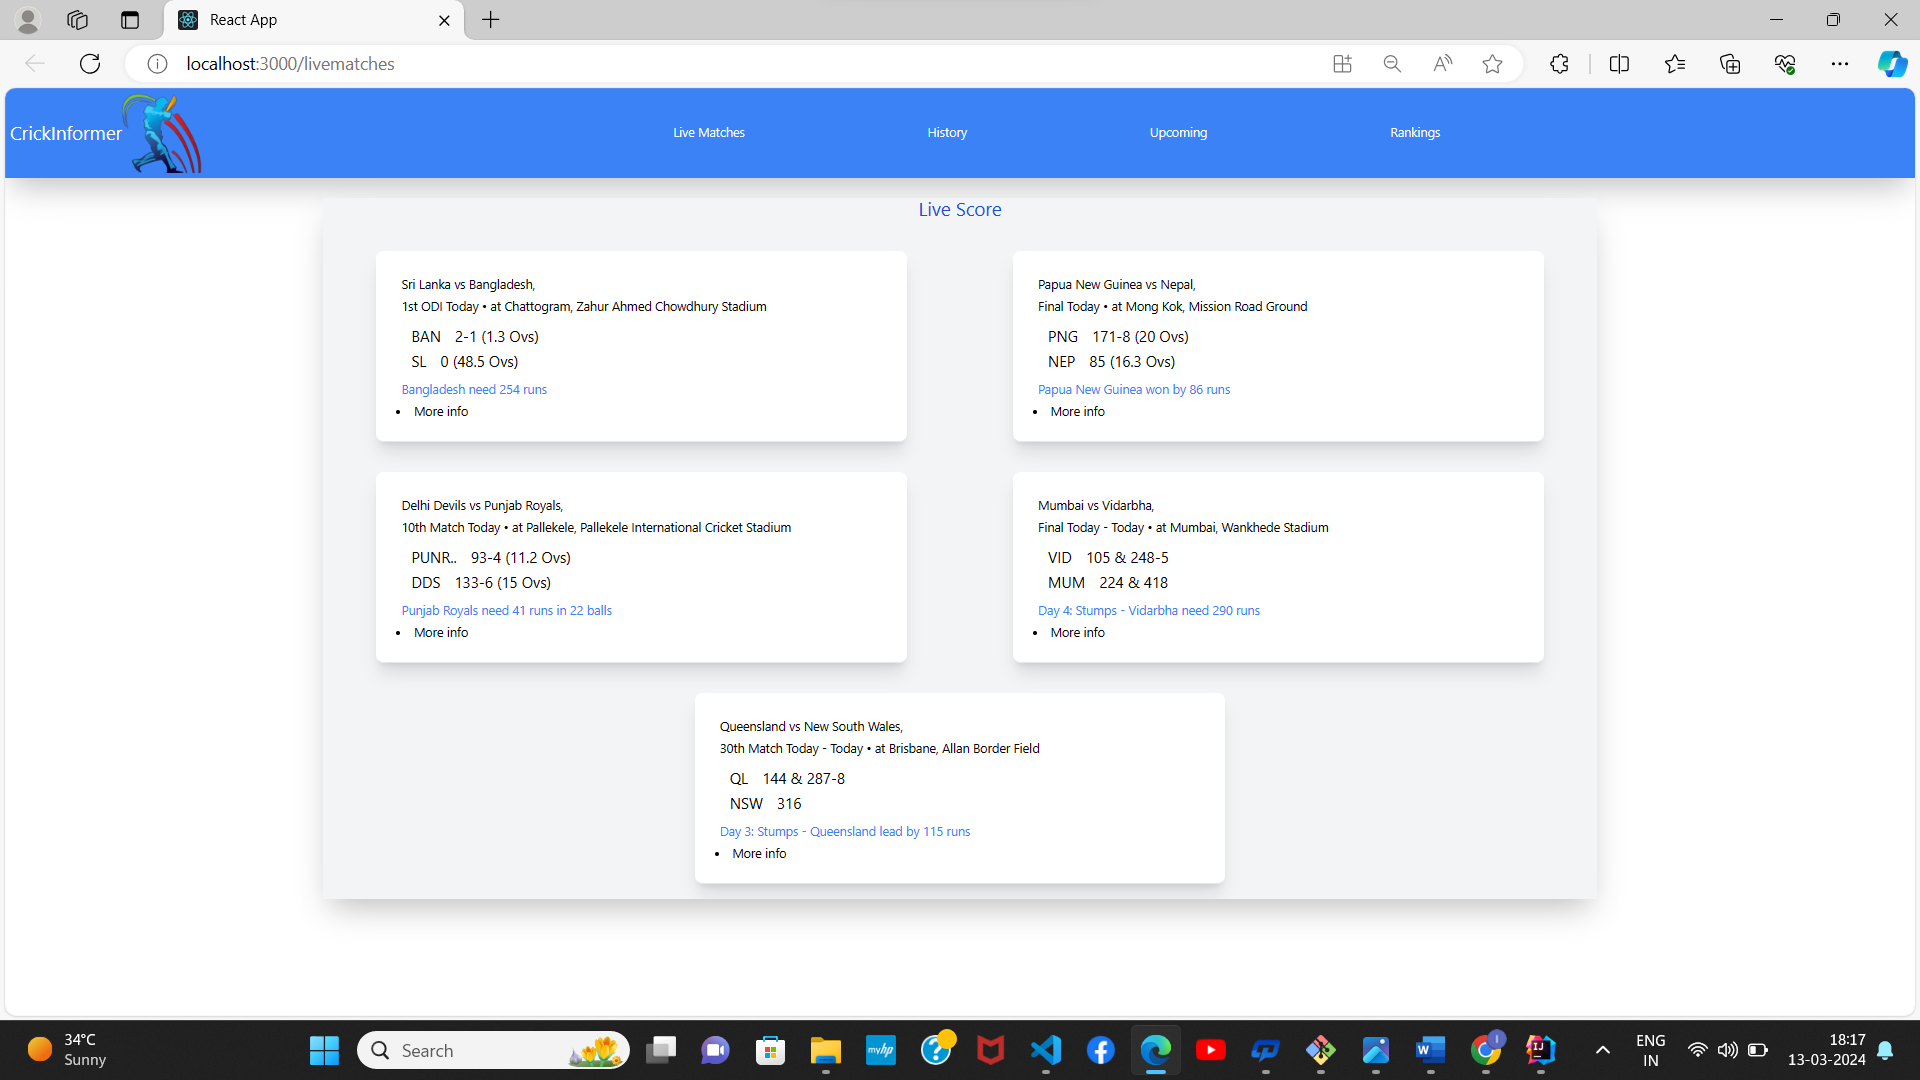 React App
localhost:3000/livematches
CrickInformer
Live Matches
History
Upcoming
Rankings
Live Score
Sri Lanka vs Bangladesh,
1st ODI Today • at Chattogram, Zahur Ahmed Chowdhury Stadium
BAN 2-1 (1.3 Ovs)
SL 0 (48.5 Ovs)
Bangladesh need 254 runs
• More info
Papua New Guinea vs Nepal,
Final Today • at Mong Kok, Mission Road Ground
PNG 171-8 (20 Ovs)
NEP 85 (16.3 Ovs)
Papua New Guinea won by 86 runs
• More info
Delhi Devils vs Punjab Royals,
10th Match Today • at Pallekele, Pallekele International Cricket Stadium
PUNR.. 93-4 (11.2 Ovs)
DDS 133-6 (15 Ovs)
Punjab Royals need 41 runs in 22 balls
• More info
Mumbai vs Vidarbha,
Final Today - Today • at Mumbai, Wankhede Stadium
VID 105 & 248-5
MUM 224 & 418
Day 4: Stumps - Vidarbha need 290 runs
• More info
Queensland vs New South Wales,
30th Match Today - Today • at Brisbane, Allan Border Field
QL 144 & 287-8
NSW 316
Day 3: Stumps - Queensland lead by 115 runs
• More info
34°C
Sunny
Search
myhp
ENG
IN
18:17
13-03-2024